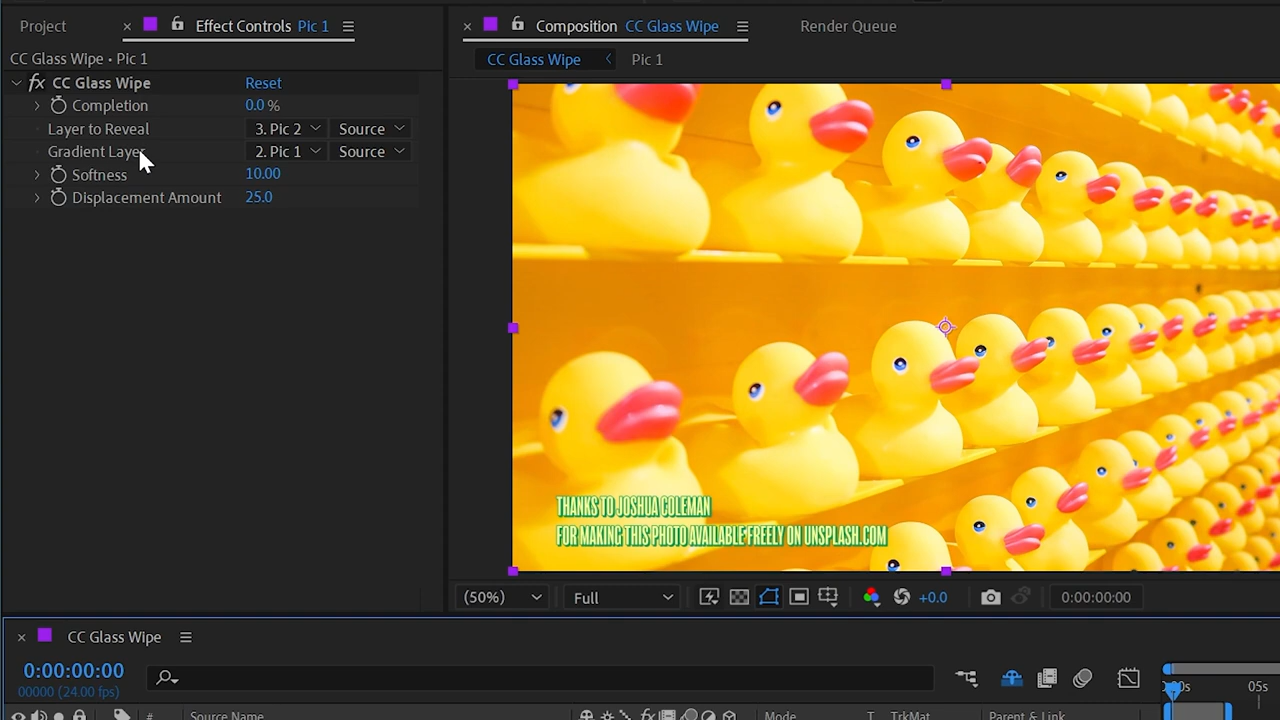 Project
Effect Controls Pic 1
CC Glass Wipe • Pic 1
fx CC Glass Wipe Reset
Completion 0.0 %
Layer to Reveal 3. Pic 2 Source
Gradient Layer 2. Pic 1 Source
Softness 10.00
Displacement Amount 25.0
Composition CC Glass Wipe
Render Queue
CC Glass Wipe Pic 1
THANKS TO JOSHUA COLEMAN
FOR MAKING THIS PHOTO AVAILABLE FREELY ON UNSPLASH.COM
(50%) Full +0.0 0:00:00:00
CC Glass Wipe
0:00:00:00
00000 (24.00 fps)
05s
# Source Name fx Mode T TrkMat Parent & Link